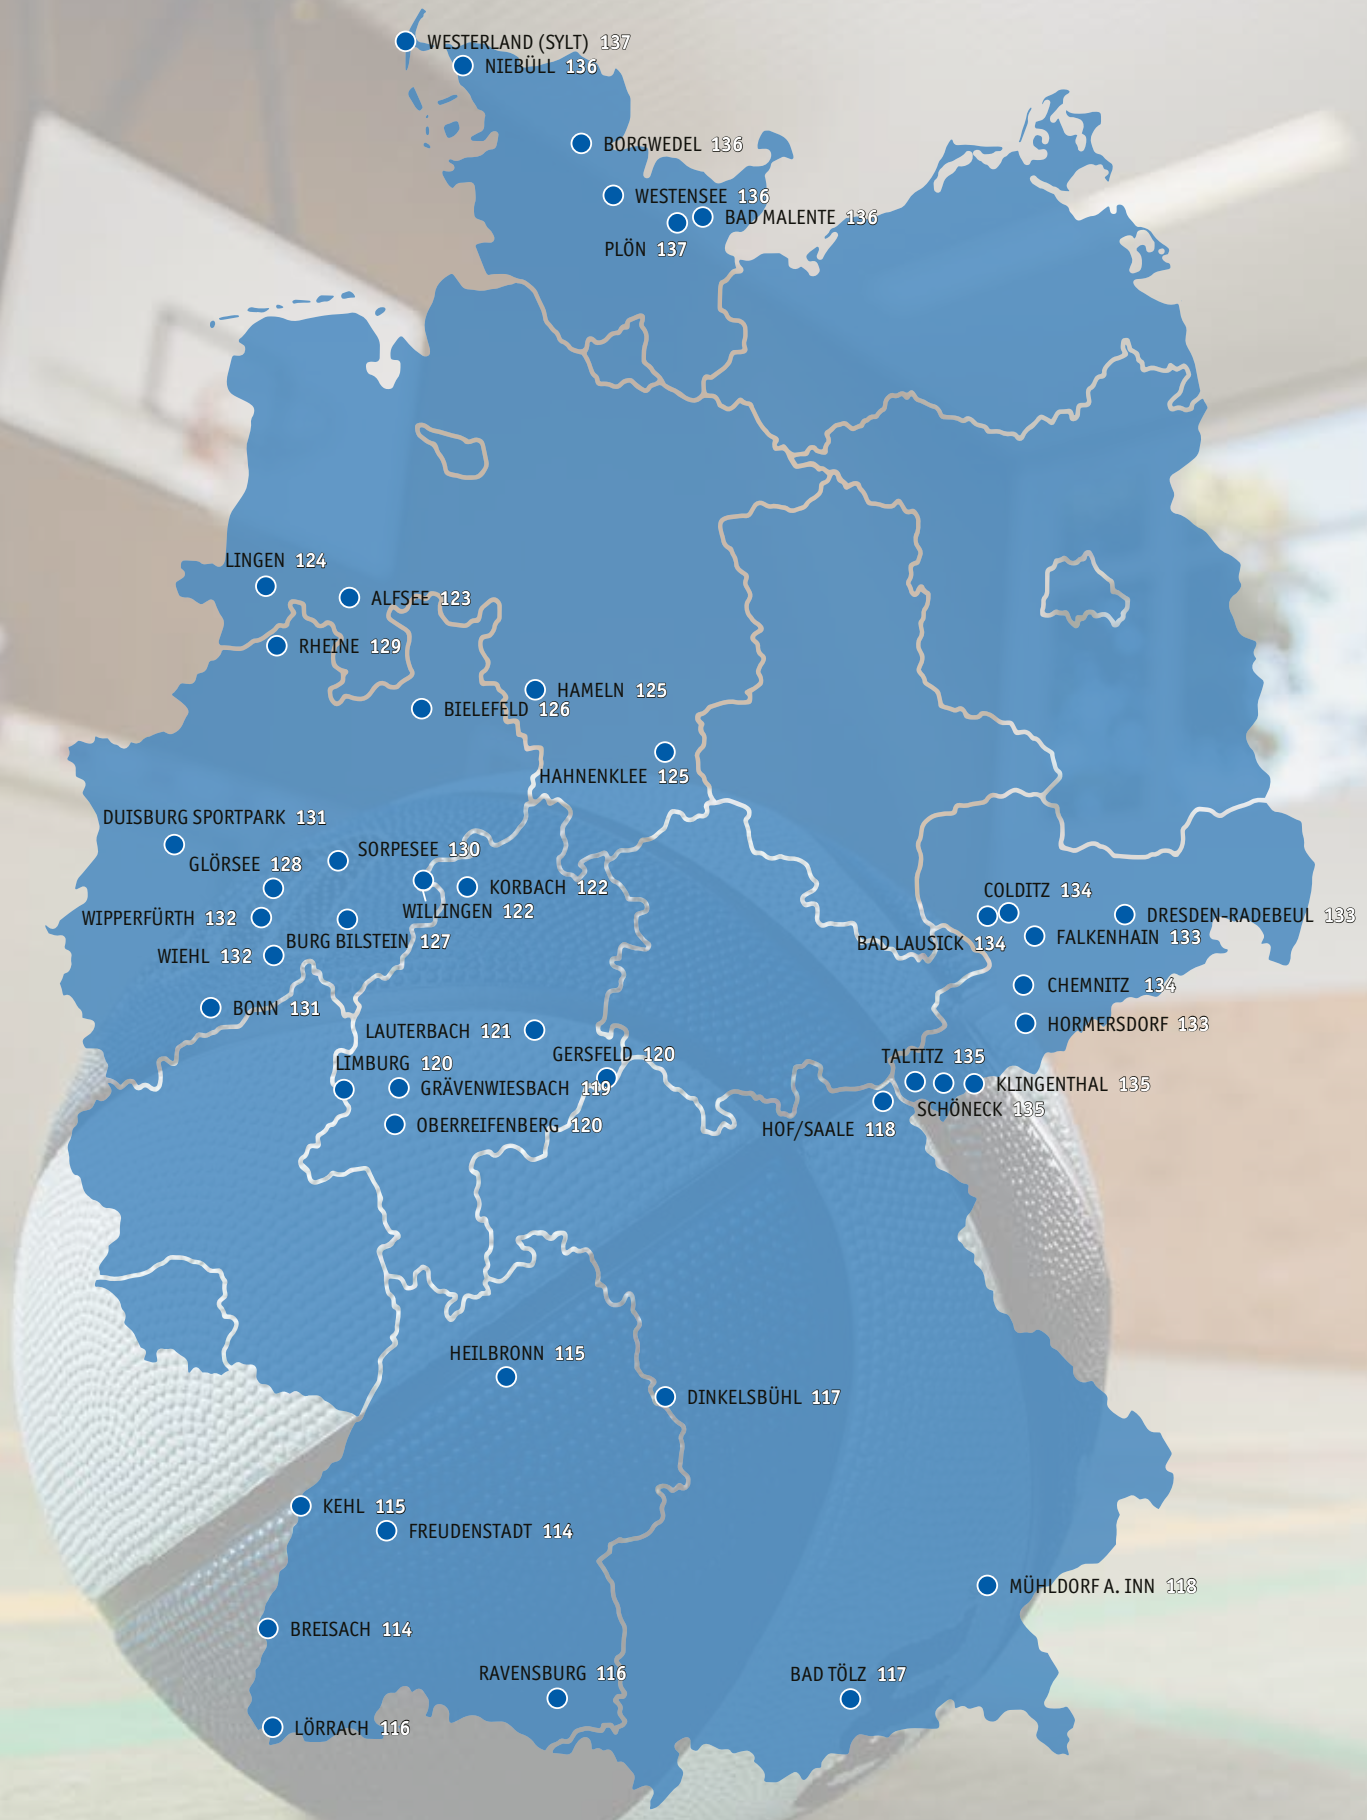 WESTERLAND (SYLT) 137
NIEBÜLL 136
BORGWEDEL 136
WESTENSEE 136
BAD MALENTE 136
PLÖN 137
LINGEN 124
ALFSEE 123
RHEINE 129
HAMELN 125
BIELEFELD 126
HAHNENKLEE 125
DUISBURG SPORTPARK 131
SORPESEE 130
GLÖRSEE 128
KORBACH 122
COLDITZ 134
WILLINGEN 122
WIPPERFÜRTH 132
DRESDEN-RADEBEUL 133
BURG BILSTEIN 127
FALKENHAIN 133
BAD LAUSICK 134
WIEHL 132
CHEMNITZ 134
BONN 131
HORMERSDORF 133
LAUTERBACH 121
GERSFELD 120
TALTITZ 135
LIMBURG 120
KLINGENTHAL 135
GRÄVENWIESBACH 119
SCHÖNECK 135
OBERREIFENBERG 120
HOF/SAALE 118
HEILBRONN 115
DINKELSBÜHL 117
KEHL 115
FREUDENSTADT 114
MÜHLDORF A. INN 118
BREISACH 114
RAVENSBURG 116
BAD TÖLZ 117
LÖRRACH 116